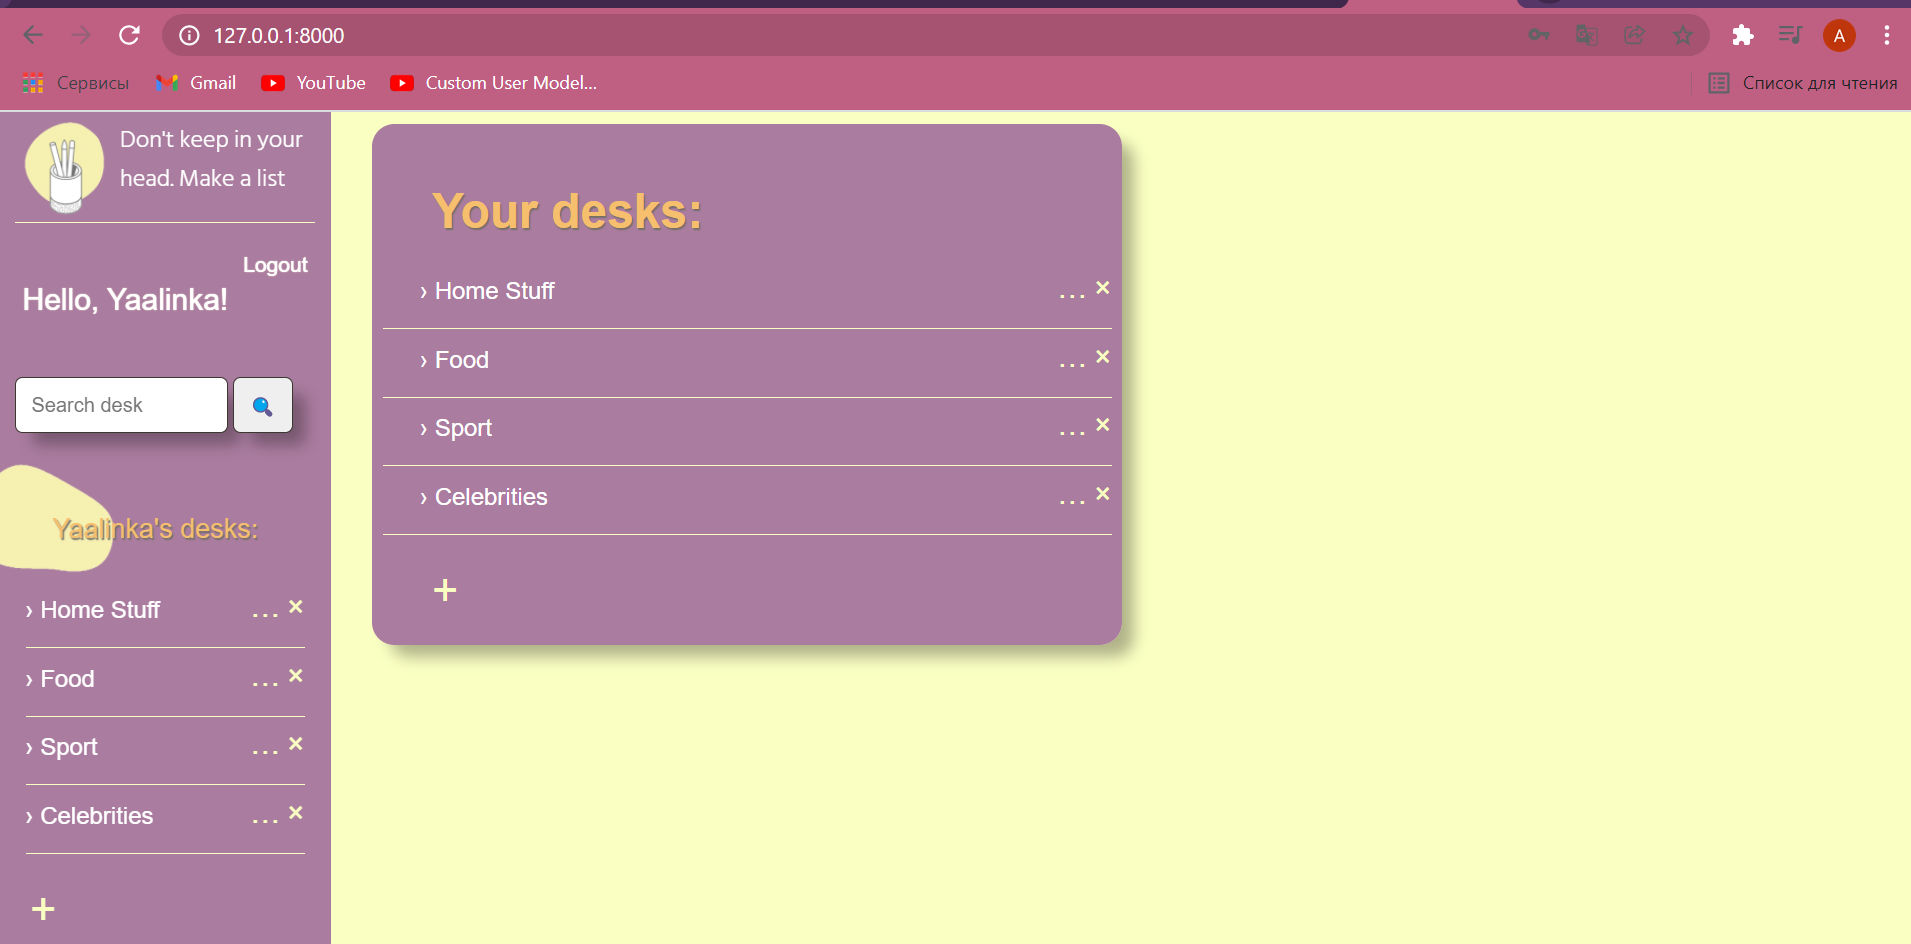 127.0.0.1:8000
A
Сервисы
Gmail
YouTube
Custom User Model...
Список для чтения
Don't keep in your
head. Make a list
Logout
Hello, Yaalinka!
Search desk
Yaalinka's desks:
› Home Stuff ... ×
› Food ... ×
› Sport ... ×
› Celebrities ... ×
+
Your desks:
› Home Stuff ... ×
› Food ... ×
› Sport ... ×
› Celebrities ... ×
+